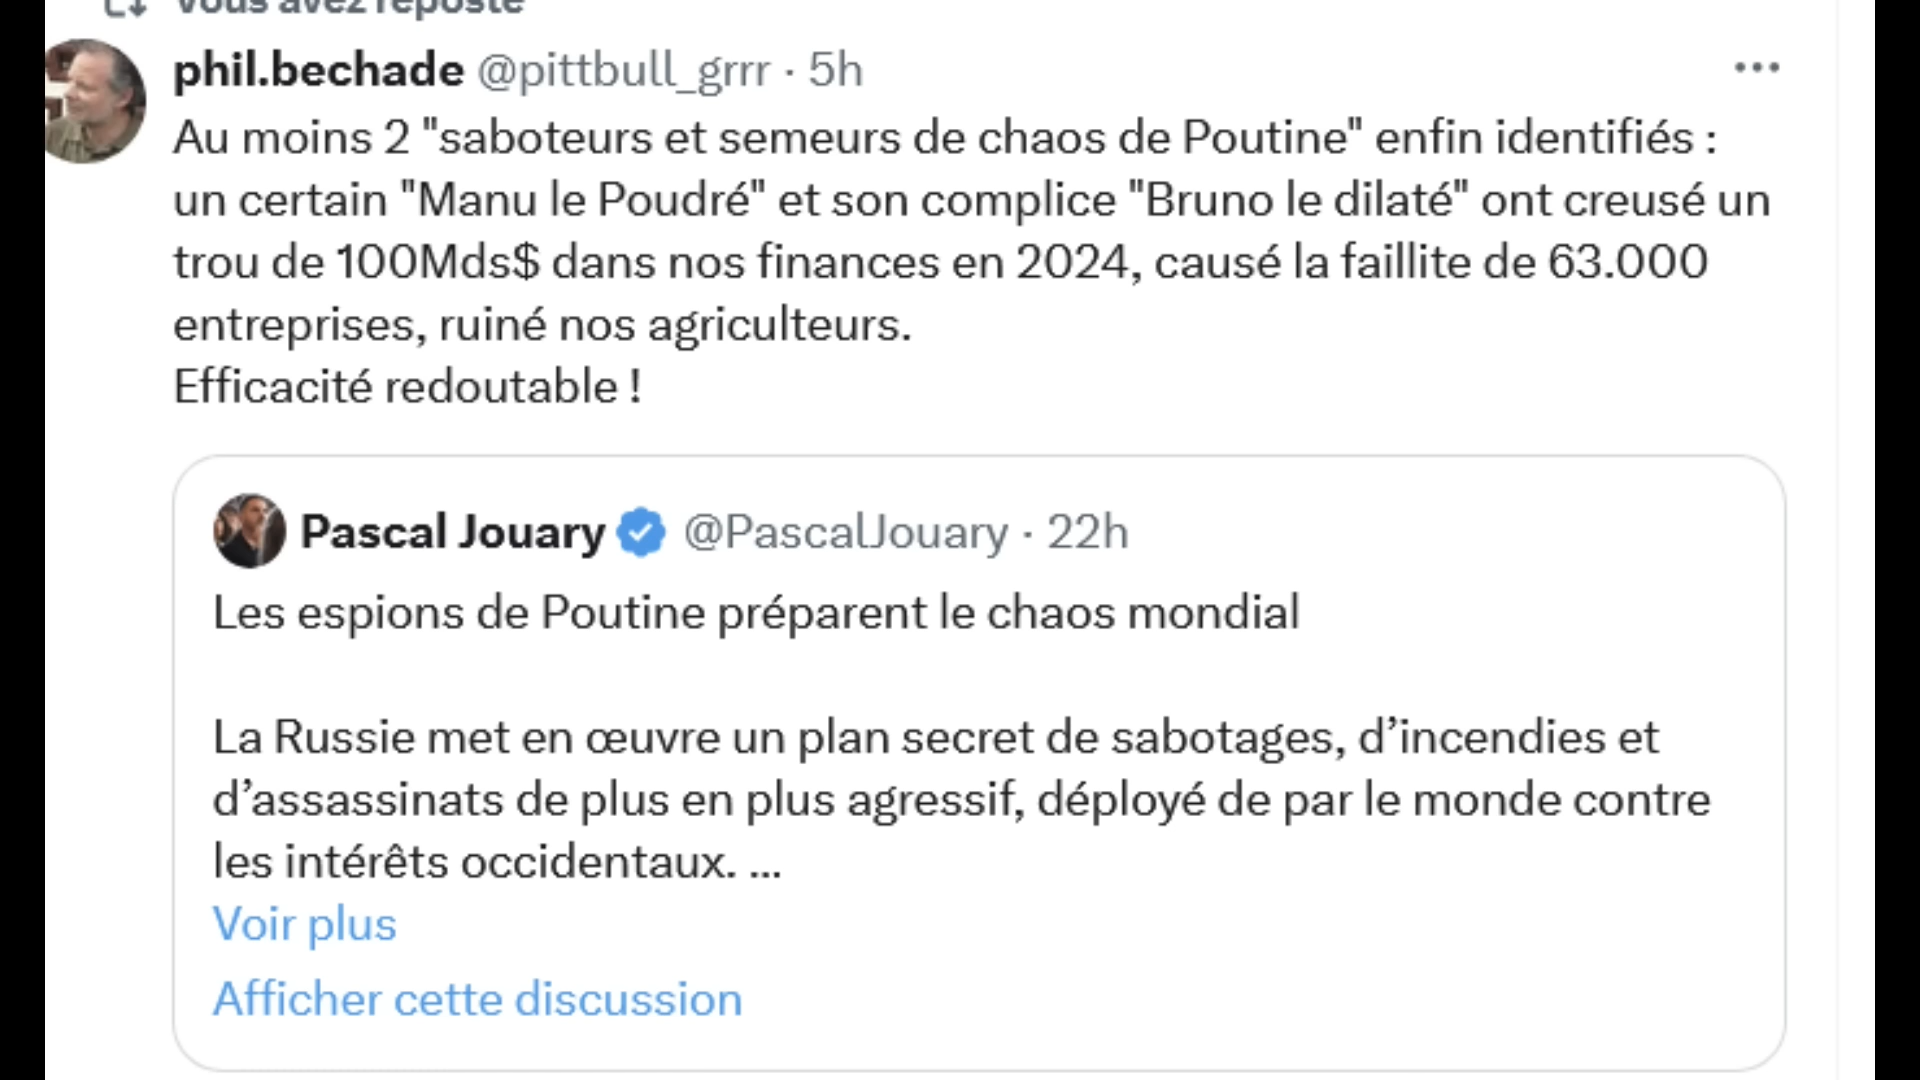 Vous avez reposté
phil.bechade @pittbull_grrr · 5h
Au moins 2 "saboteurs et semeurs de chaos de Poutine" enfin identifiés :
un certain "Manu le Poudré" et son complice "Bruno le dilaté" ont creusé un
trou de 100Mds$ dans nos finances en 2024, causé la faillite de 63.000
entreprises, ruiné nos agriculteurs.
Efficacité redoutable !
Pascal Jouary @PascalJouary · 22h
Les espions de Poutine préparent le chaos mondial
La Russie met en œuvre un plan secret de sabotages, d’incendies et
d’assassinats de plus en plus agressif, déployé de par le monde contre
les intérêts occidentaux. ...
Voir plus
Afficher cette discussion